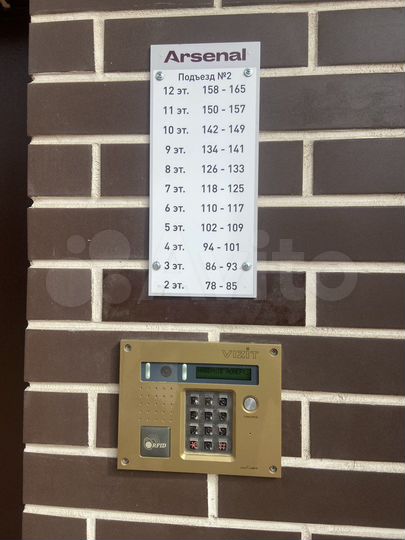 Arsenal
Подъезд №2
12 эт. 158 - 165
11 эт. 150 - 157
10 эт. 142 - 149
9 эт. 134 - 141
8 эт. 126 - 133
7 эт. 118 - 125
6 эт. 110 - 117
5 эт. 102 - 109
4 эт. 94 - 101
3 эт. 86 - 93
2 эт. 78 - 85
Avito
VIZIT
RFID